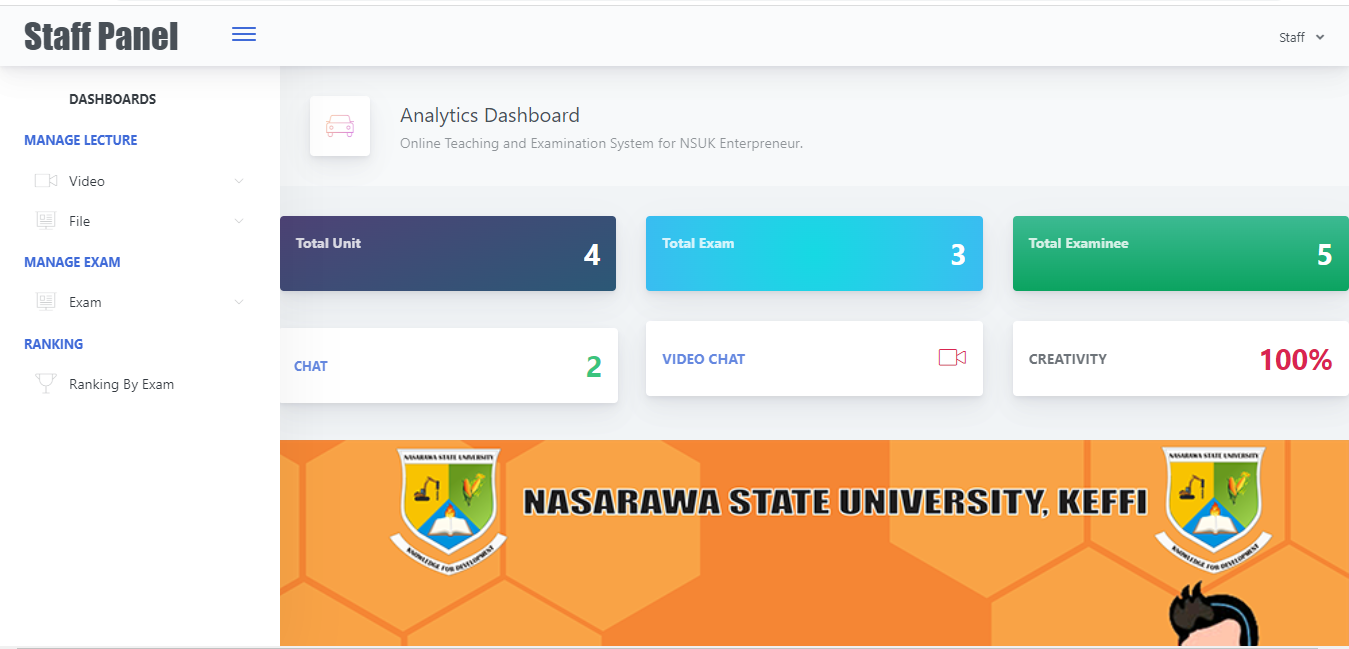 Staff Panel
Staff
DASHBOARDS
MANAGE LECTURE
Video
File
MANAGE EXAM
Exam
RANKING
Ranking By Exam
Analytics Dashboard
Online Teaching and Examination System for NSUK Enterpreneur.
Total Unit
4
Total Exam
3
Total Examinee
5
CHAT
2
VIDEO CHAT
CREATIVITY
100%
NASARAWA STATE UNIVERSITY
KNOWLEDGE FOR DEVELOPMENT
NASARAWA STATE UNIVERSITY, KEFFI
NASARAWA STATE UNIVERSITY
KNOWLEDGE FOR DEVELOPMENT